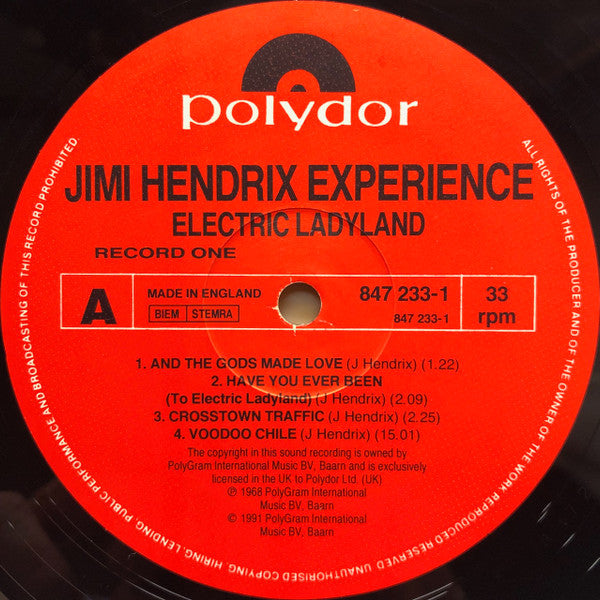 polydor
JIMI HENDRIX EXPERIENCE
ELECTRIC LADYLAND
RECORD ONE
A
MADE IN ENGLAND
BIEM STEMRA
847 233-1
847 233-1
33
rpm
1. AND THE GODS MADE LOVE (J Hendrix) (1.22)
2. HAVE YOU EVER BEEN
(To Electric Ladyland) (J Hendrix) (2.09)
3. CROSSTOWN TRAFFIC (J Hendrix) (2.25)
4. VOODOO CHILE (J Hendrix) (15.01)
The copyright in this sound recording is owned by
PolyGram International Music BV, Baarn and is exclusively
licensed in the UK to Polydor Ltd. (UK)
℗ 1968 PolyGram International
Music BV, Baarn
© 1991 PolyGram International
Music BV, Baarn
ALL RIGHTS OF THE PRODUCER AND OF THE OWNER OF THE WORK REPRODUCED RESERVED. UNAUTHORISED COPYING, HIRING, LENDING, PUBLIC PERFORMANCE AND BROADCASTING OF THIS RECORD PROHIBITED.